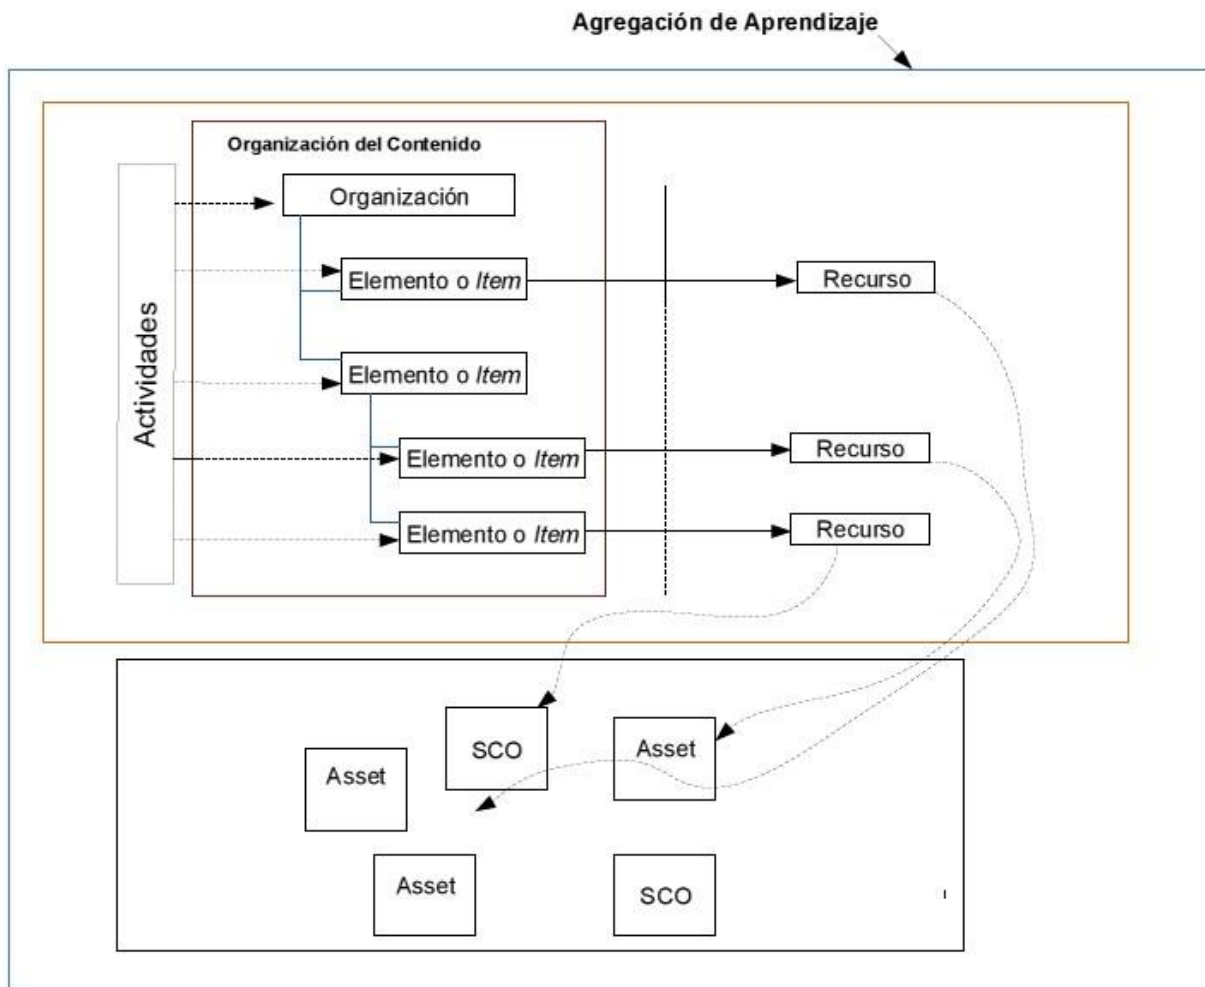 Agregación de Aprendizaje
Organización del Contenido
Organización
Elemento o Item
Recurso
Actividades
Elemento o Item
Elemento o Item
Recurso
Elemento o Item
Recurso
SCO
Asset
Asset
Asset
SCO